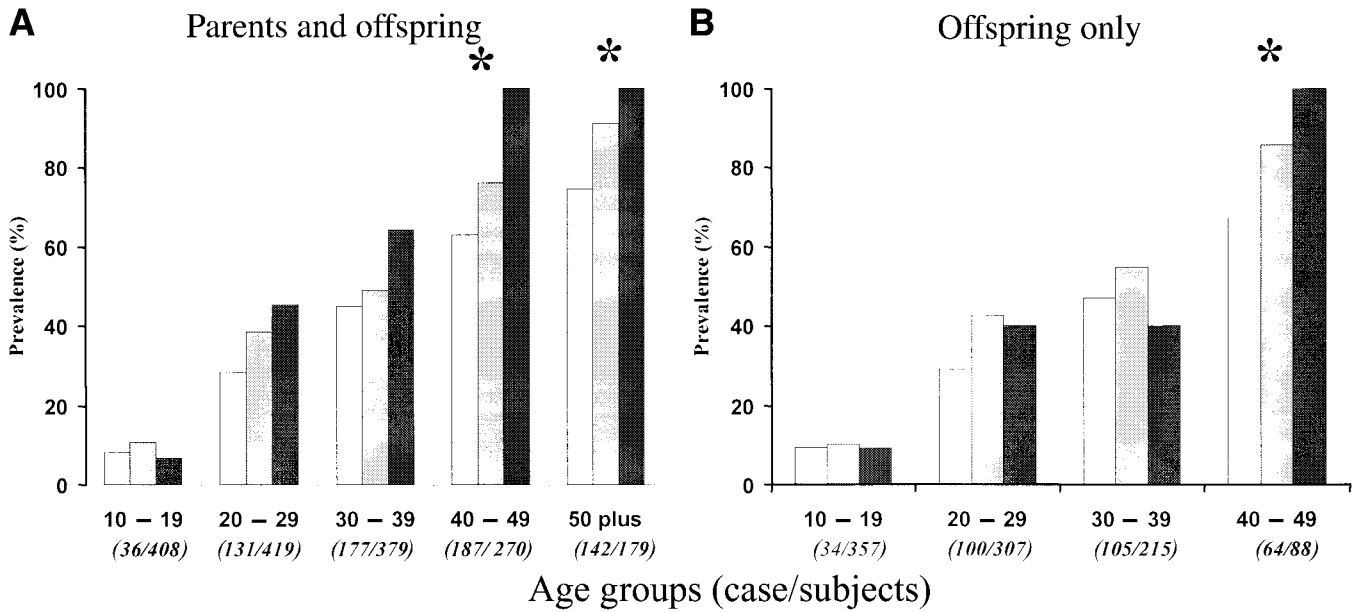 A Parents and offspring
* *
Prevalence (%)
100
80
60
40
20
0
10 – 19 20 – 29 30 – 39 40 – 49 50 plus
(36/408) (131/419) (177/379) (187/ 270) (142/179)
B Offspring only
*
Prevalence (%)
100
80
60
40
20
0
10 – 19 20 – 29 30 – 39 40 – 49
(34/357) (100/307) (105/215) (64/88)
Age groups (case/subjects)